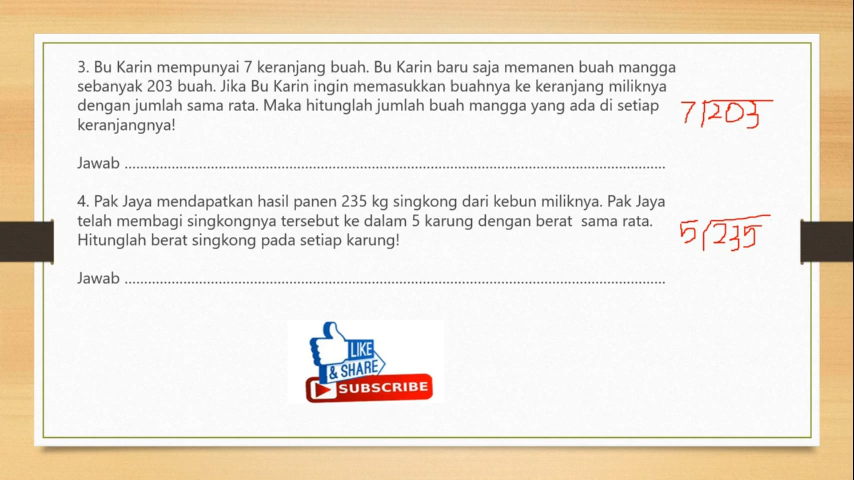 3. Bu Karin mempunyai 7 keranjang buah. Bu Karin baru saja memanen buah mangga
sebanyak 203 buah. Jika Bu Karin ingin memasukkan buahnya ke keranjang miliknya
dengan jumlah sama rata. Maka hitunglah jumlah buah mangga yang ada di setiap
keranjangnya!
7 203
Jawab ........................................................................................................................................
4. Pak Jaya mendapatkan hasil panen 235 kg singkong dari kebun miliknya. Pak Jaya
telah membagi singkongnya tersebut ke dalam 5 karung dengan berat  sama rata.
Hitunglah berat singkong pada setiap karung!
5 235
Jawab ........................................................................................................................................
LIKE
& SHARE
SUBSCRIBE